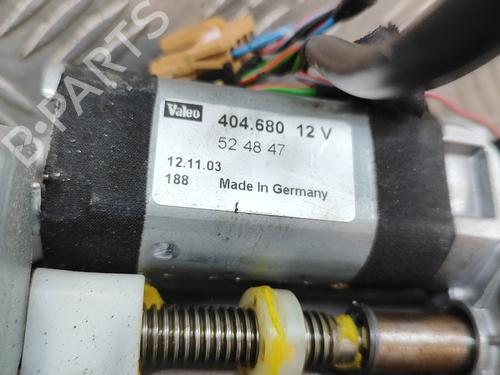 B-PARTS
Valeo 404.680 12 V
52 48 47
12.11.03
188 Made In Germany